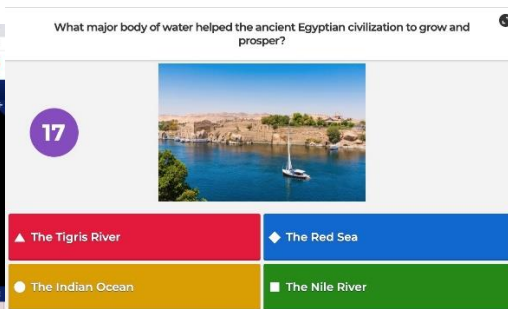 What major body of water helped the ancient Egyptian civilization to grow and
prosper?
17
The Tigris River
The Red Sea
The Indian Ocean
The Nile River